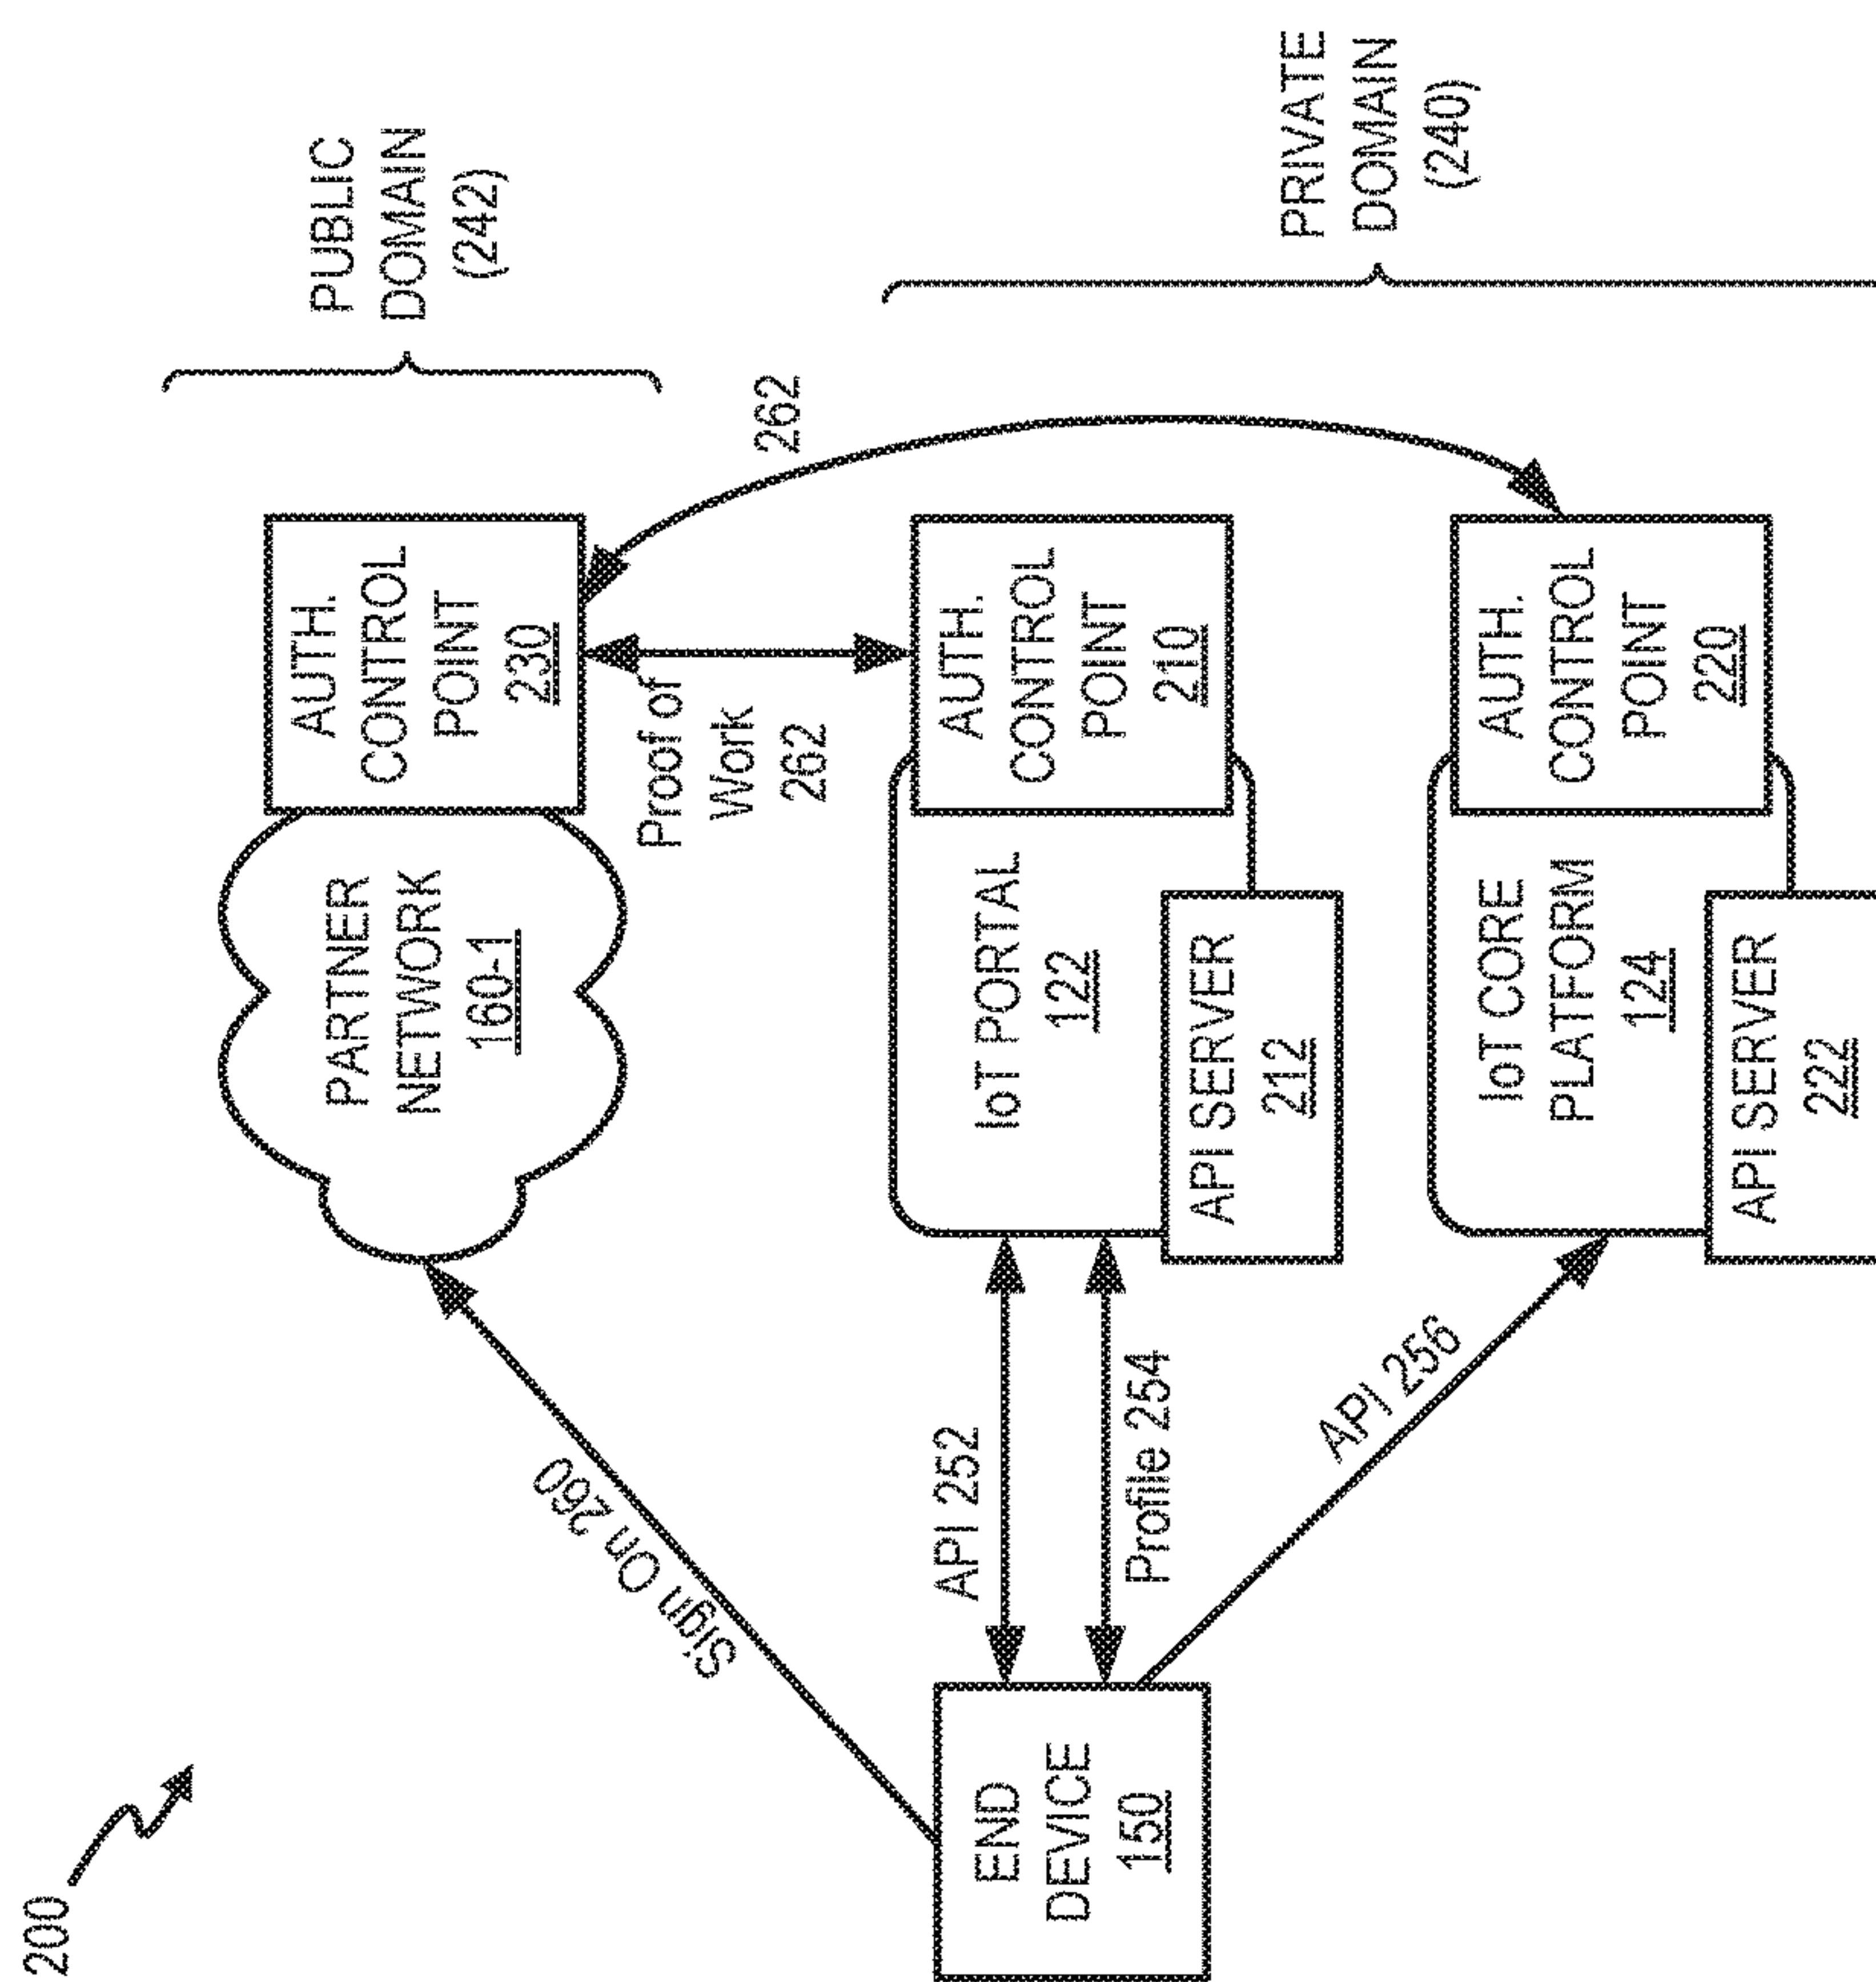 200
PUBLIC
DOMAIN
(242)
PARTNER
NETWORK
160-1
AUTH.
CONTROL
POINT
230
Sign On 260
Proof of
Work
262
262
PRIVATE
DOMAIN
(240)
END
DEVICE
150
API 252
Profile 254
API 256
IoT PORTAL
122
AUTH.
CONTROL
POINT
210
API SERVER
212
IoT CORE
PLATFORM
124
AUTH.
CONTROL
POINT
220
API SERVER
222